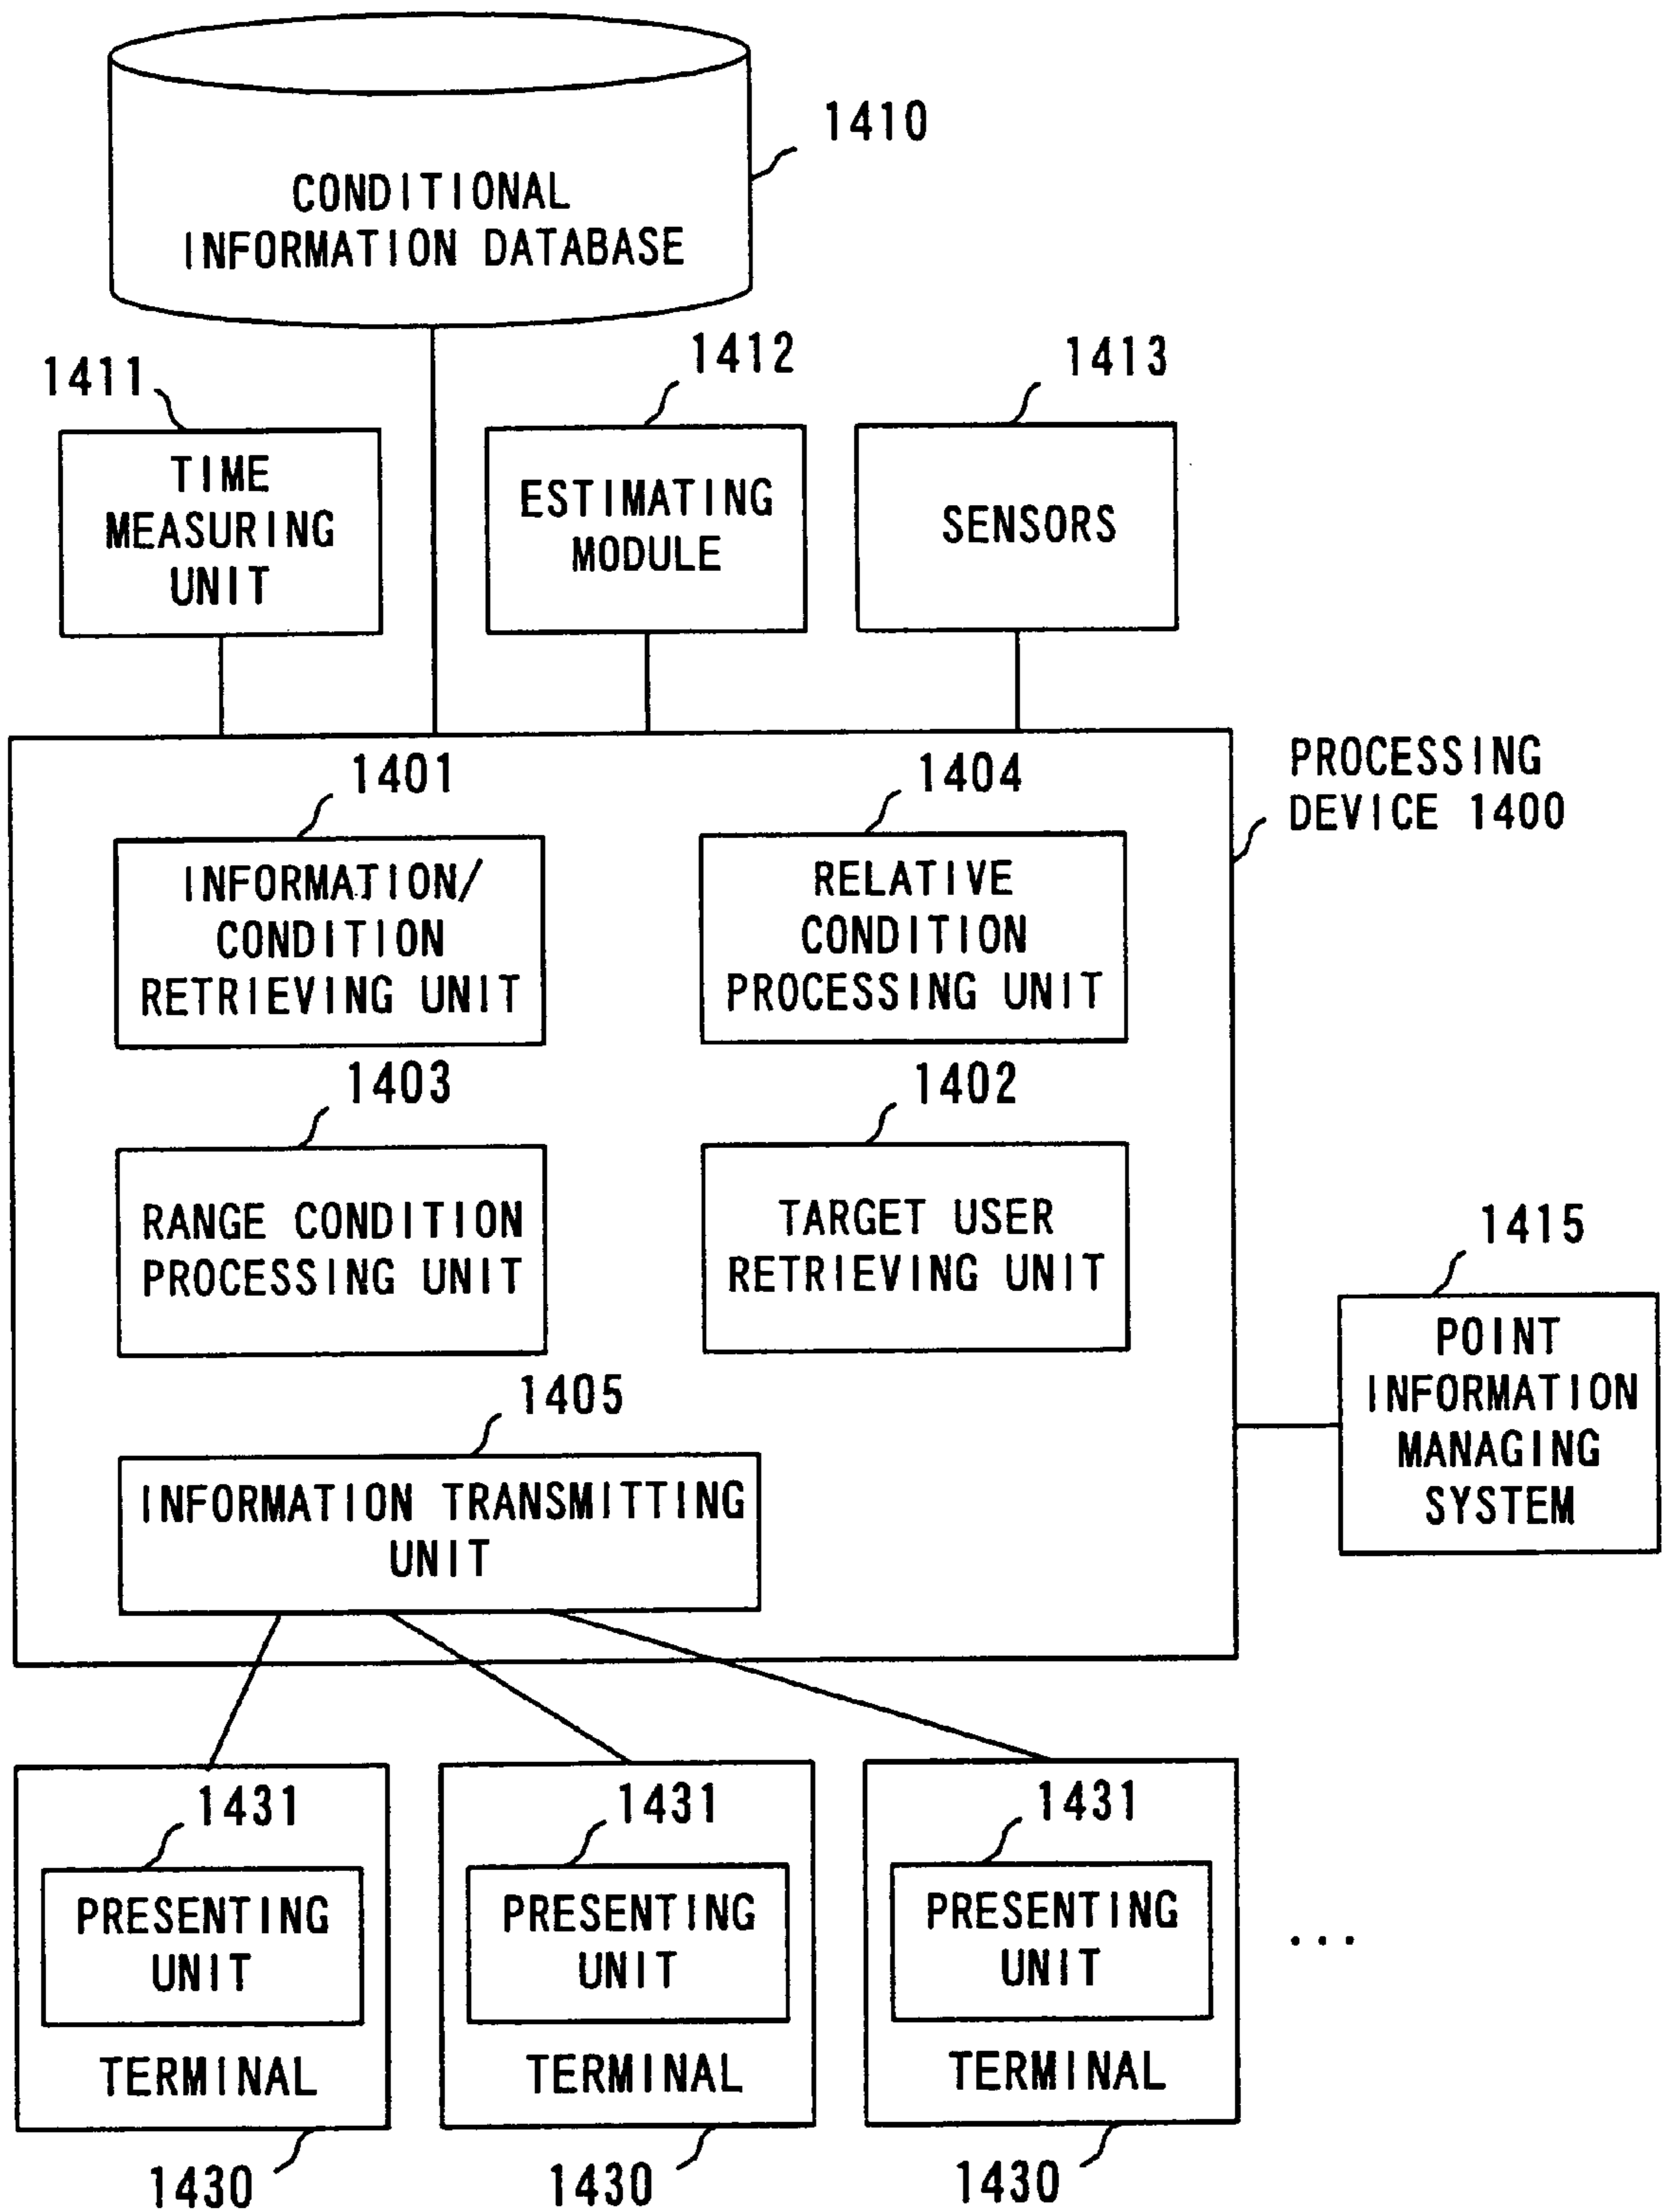 1410
CONDITIONAL
INFORMATION DATABASE
1411
1412
1413
TIME
MEASURING
UNIT
ESTIMATING
MODULE
SENSORS
PROCESSING
DEVICE 1400
1401
1404
INFORMATION/
CONDITION
RETRIEVING UNIT
RELATIVE
CONDITION
PROCESSING UNIT
1403
1402
RANGE CONDITION
PROCESSING UNIT
TARGET USER
RETRIEVING UNIT
1415
POINT
INFORMATION
MANAGING
SYSTEM
1405
INFORMATION TRANSMITTING
UNIT
1431
1431
1431
PRESENTING
UNIT
PRESENTING
UNIT
PRESENTING
UNIT
...
TERMINAL
TERMINAL
TERMINAL
1430
1430
1430